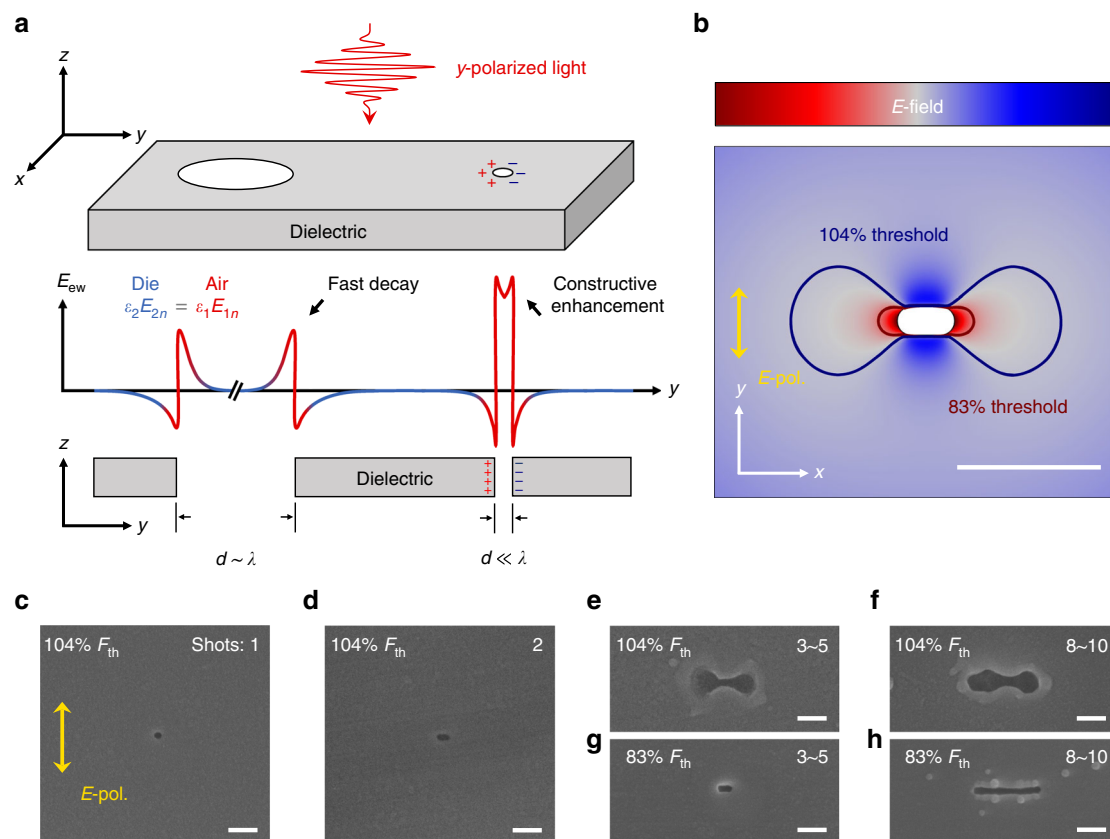 a
z
y
x
y-polarized light
+
−
+
−
+
−
Dielectric
E_ew
Die
Air
ε₂E₂ₙ = ε₁E₁ₙ
Fast decay
Constructive
enhancement
y
z
y
Dielectric
+
+
+
+
−
−
−
−
d ~ λ
d ≪ λ
b
E-field
104% threshold
E-pol.
83% threshold
y
x
c
104% F_th
Shots: 1
E-pol.
d
104% F_th
2
e
104% F_th
3~5
f
104% F_th
8~10
g
83% F_th
3~5
h
83% F_th
8~10